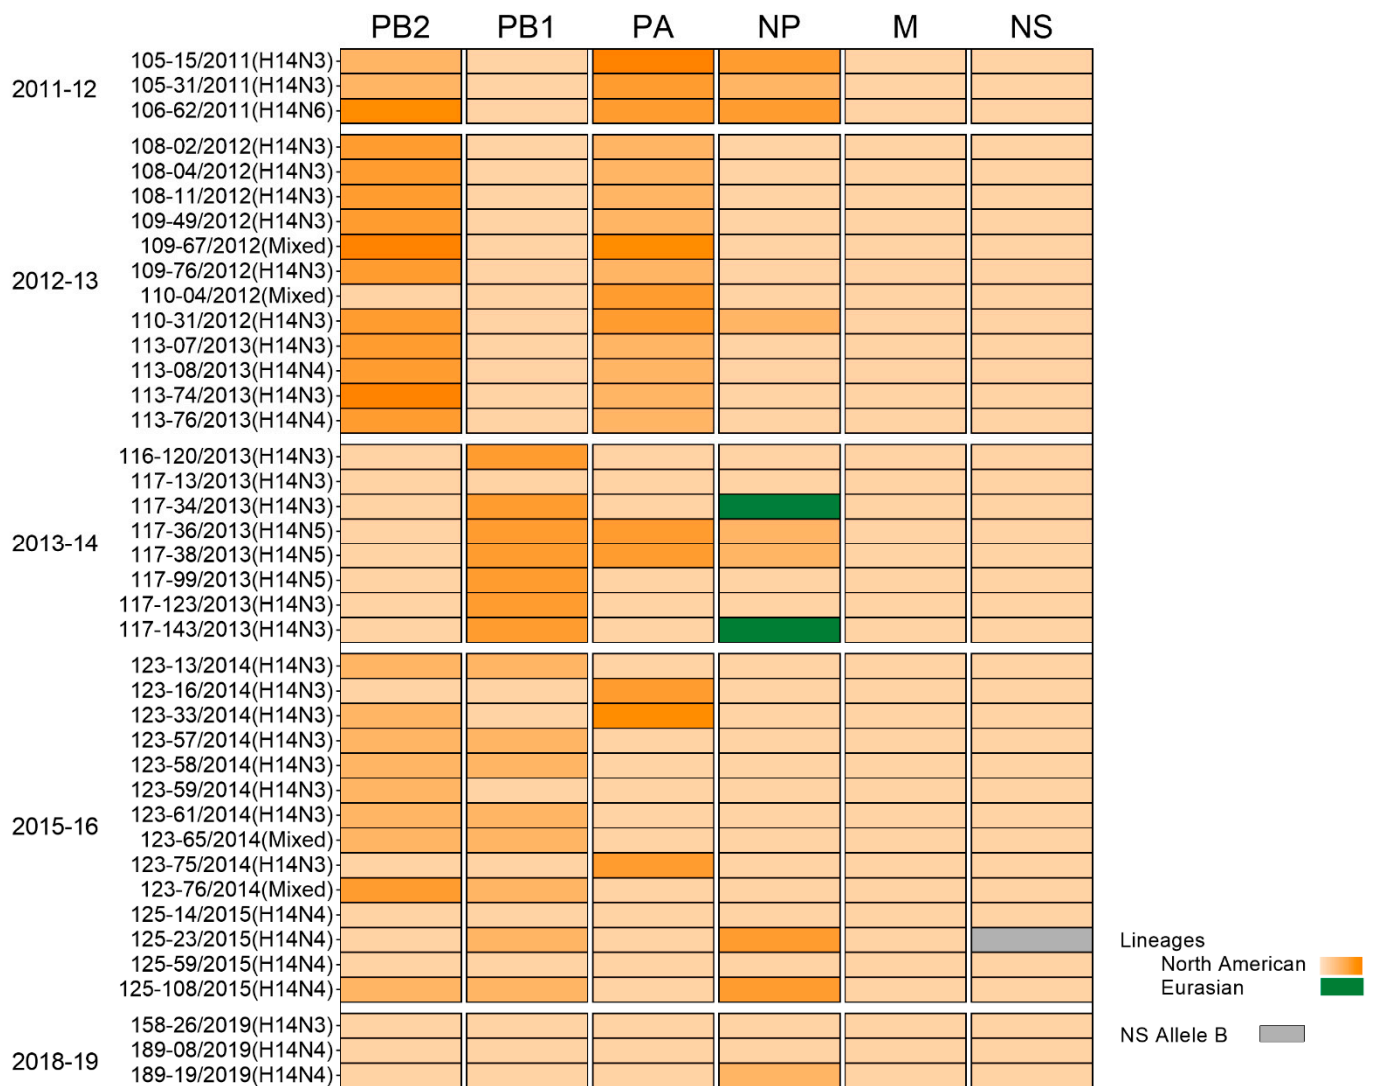 PB2 PB1 PA NP M NS
2011-12
105-15/2011(H14N3)
105-31/2011(H14N3)
106-62/2011(H14N6)
2012-13
108-02/2012(H14N3)
108-04/2012(H14N3)
108-11/2012(H14N3)
109-49/2012(H14N3)
109-67/2012(Mixed)
109-76/2012(H14N3)
110-04/2012(Mixed)
110-31/2012(H14N3)
113-07/2013(H14N3)
113-08/2013(H14N4)
113-74/2013(H14N3)
113-76/2013(H14N4)
2013-14
116-120/2013(H14N3)
117-13/2013(H14N3)
117-34/2013(H14N3)
117-36/2013(H14N5)
117-38/2013(H14N5)
117-99/2013(H14N5)
117-123/2013(H14N3)
117-143/2013(H14N3)
2015-16
123-13/2014(H14N3)
123-16/2014(H14N3)
123-33/2014(H14N3)
123-57/2014(H14N3)
123-58/2014(H14N3)
123-59/2014(H14N3)
123-61/2014(H14N3)
123-65/2014(Mixed)
123-75/2014(H14N3)
123-76/2014(Mixed)
125-14/2015(H14N4)
125-23/2015(H14N4)
125-59/2015(H14N4)
125-108/2015(H14N4)
2018-19
158-26/2019(H14N3)
189-08/2019(H14N4)
189-19/2019(H14N4)
Lineages
North American
Eurasian
NS Allele B